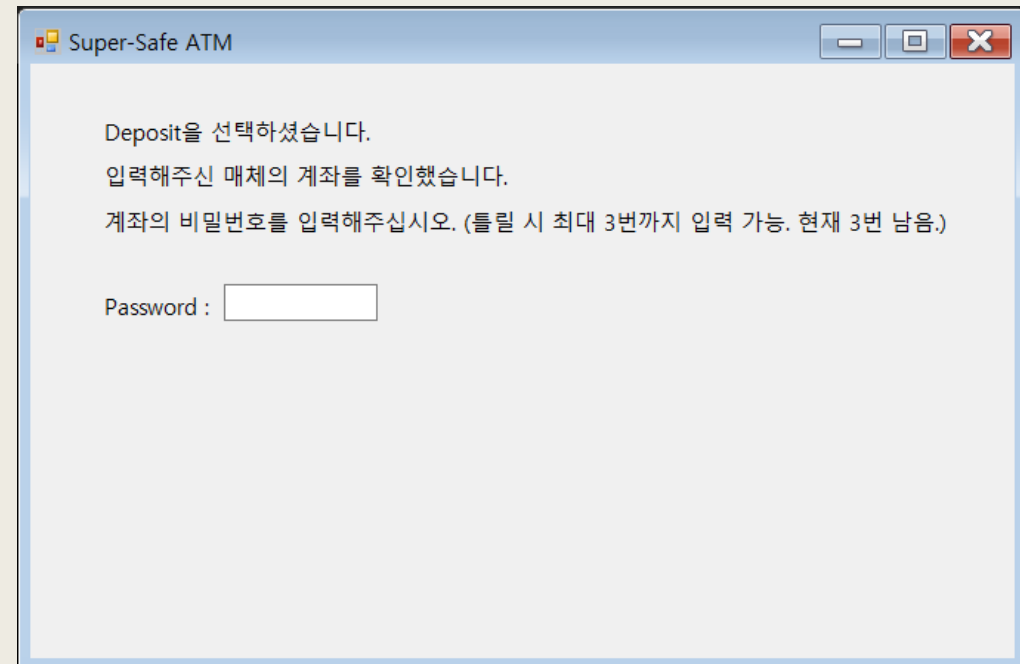 Super-Safe ATM
Deposit을 선택하셨습니다.
입력해주신 매체의 계좌를 확인했습니다.
계좌의 비밀번호를 입력해주십시오. (틀릴 시 최대 3번까지 입력 가능. 현재 3번 남음.)
Password :